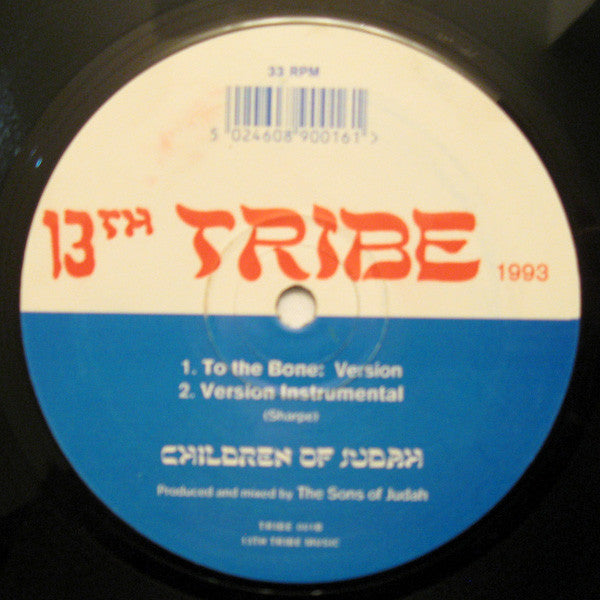 33 RPM
5 024608 900161 >
13TH TRIBE 1993
1. To the Bone: Version
2. Version Instrumental
(Sharpe)
CHILDREN OF JUDAH
Produced and mixed by The Sons of Judah
TRIBE
13TH TRIBE MUSIC